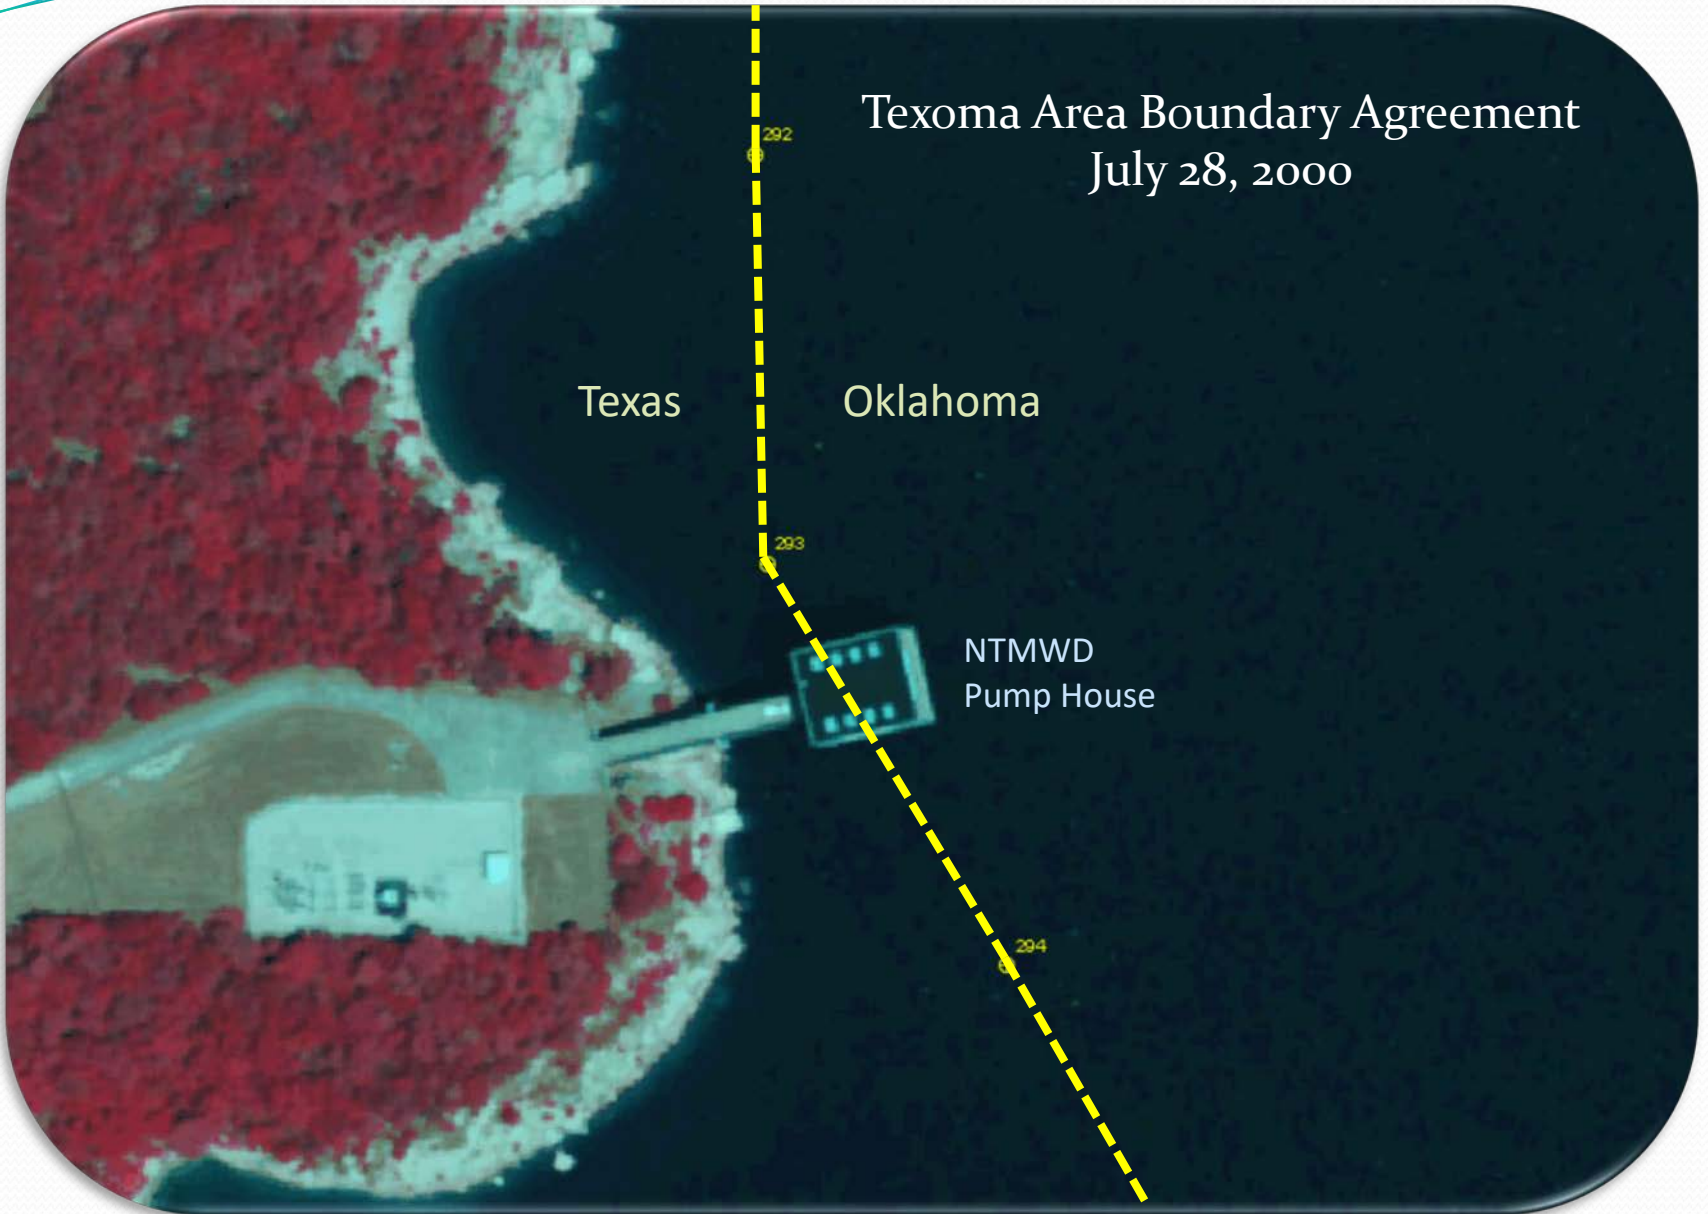 Texoma Area Boundary Agreement
July 28, 2000
292
Texas
Oklahoma
293
NTMWD
Pump House
294